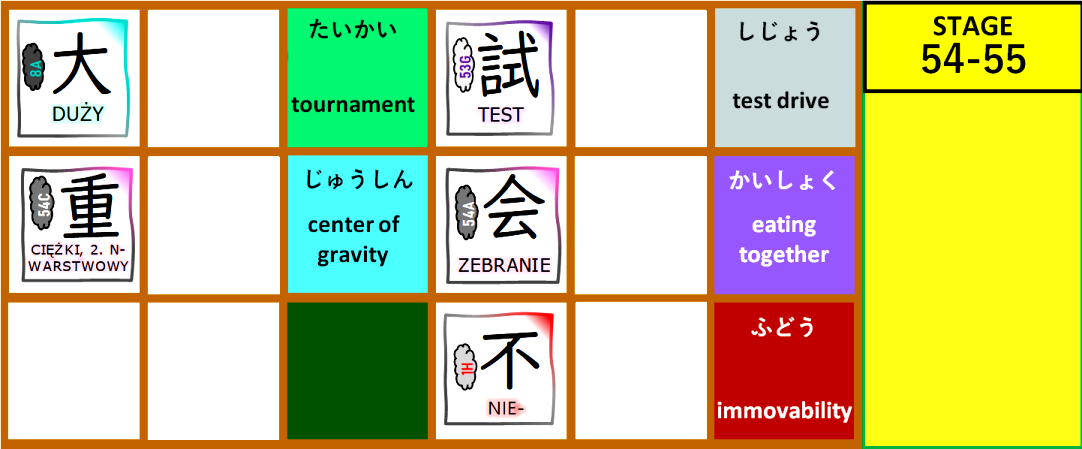 8A
大
DUŻY
たいかい
tournament
53G
試
TEST
しじょう
test drive
STAGE
54-55
54C
重
CIĘŻKI, 2. N-
WARSTWOWY
じゅうしん
center of
gravity
54A
会
ZEBRANIE
かいしょく
eating
together
1H
不
NIE-
ふどう
immovability